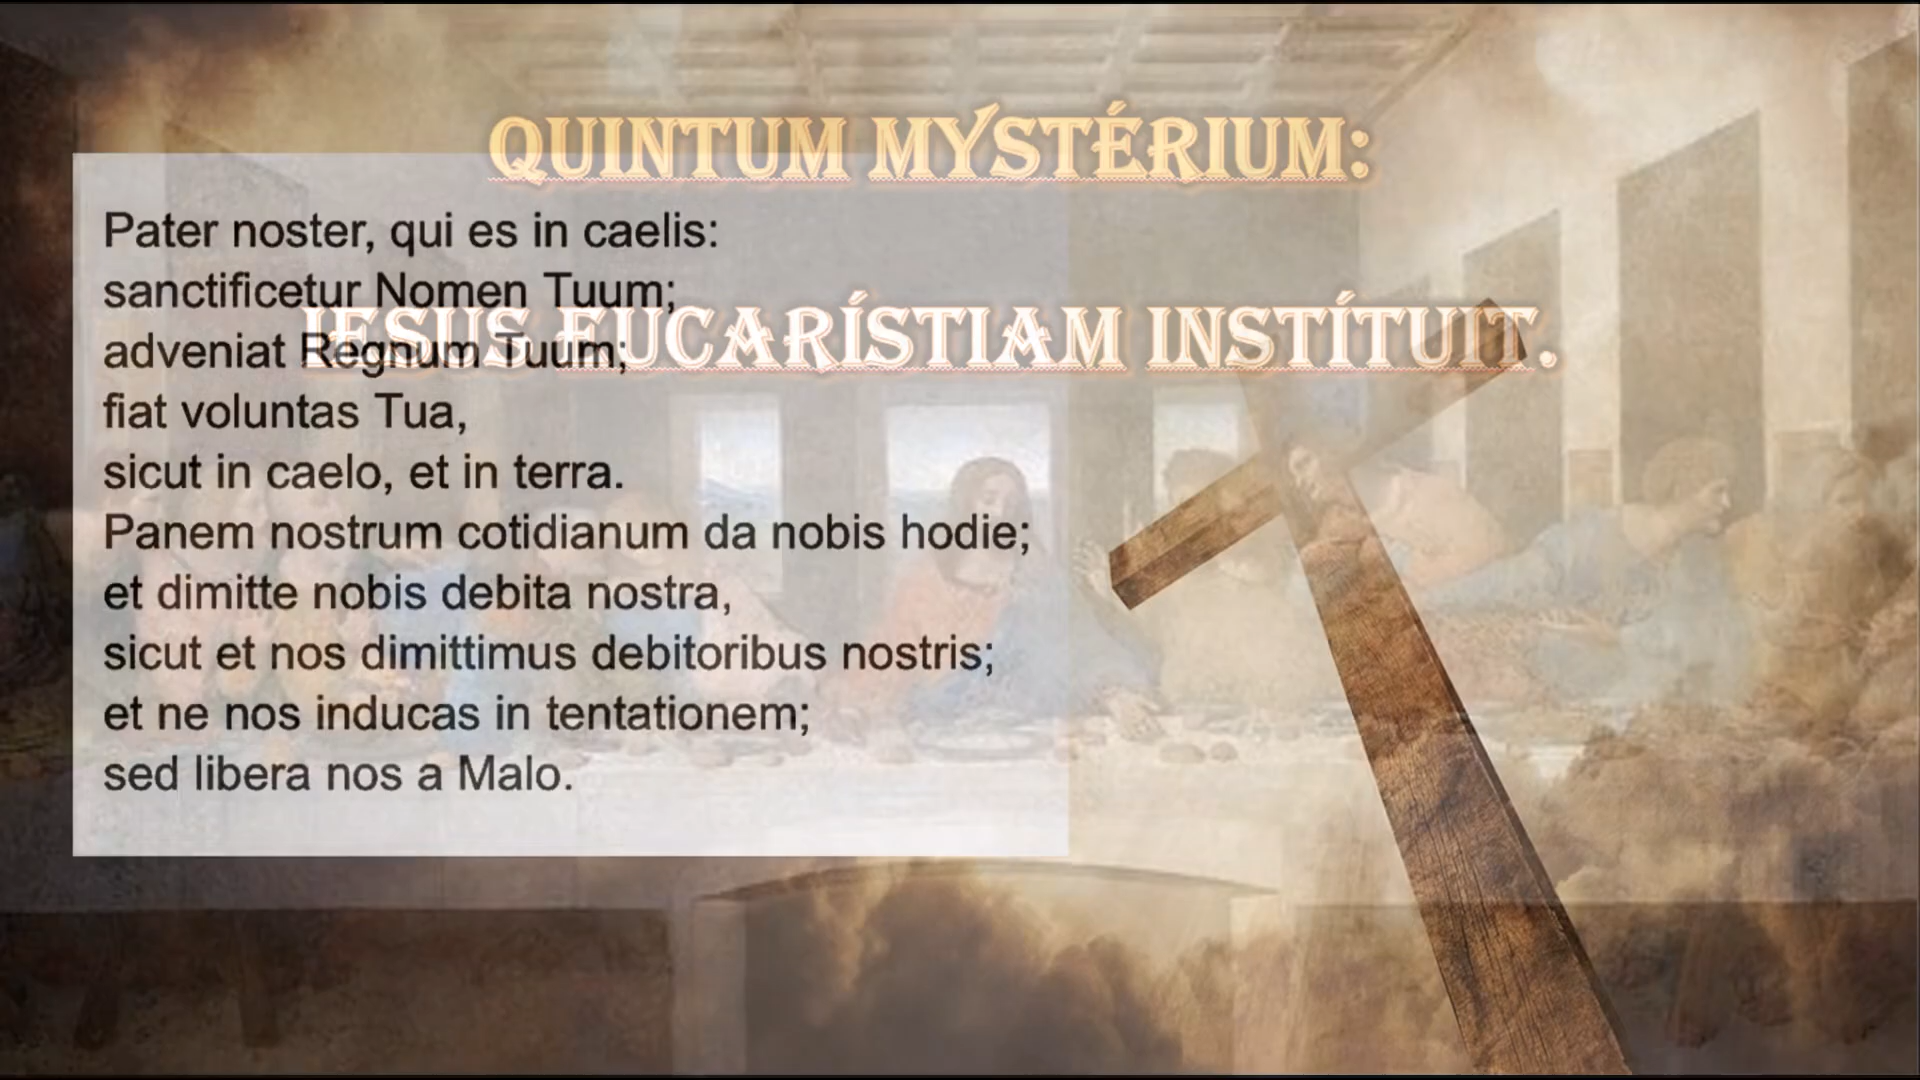 QUINTUM MYSTÉRIUM:
IESUS EUCARÍSTIAM INSTÍTUIT.
Pater noster, qui es in caelis:
sanctificetur Nomen Tuum;
adveniat Regnum Tuum;
fiat voluntas Tua,
sicut in caelo, et in terra.
Panem nostrum cotidianum da nobis hodie;
et dimitte nobis debita nostra,
sicut et nos dimittimus debitoribus nostris;
et ne nos inducas in tentationem;
sed libera nos a Malo.